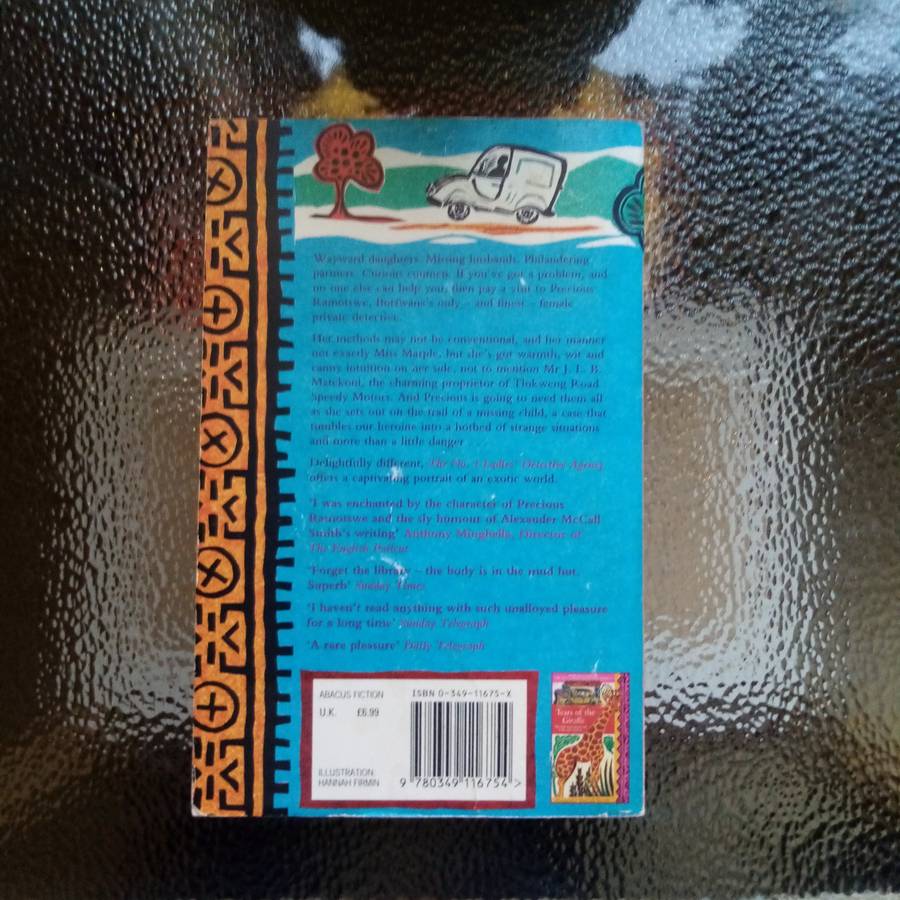 Wayward daughters. Missing husbands. Philandering
partners. Curious conmen. If you've got a problem, and
no one else can help you, then pay a visit to Precious
Ramotswe, Botswana's only – and finest – female
private detective.
Her methods may not be conventional, and her manner
not exactly Miss Marple, but she's got warmth, wit and
canny intuition on her side, not to mention Mr J. L. B.
Matekoni, the charming proprietor of Tlokweng Road
Speedy Motors. And Precious is going to need them all
as she sets out on the trail of a missing child, a case that
tumbles our heroine into a hotbed of strange situations
and more than a little danger ...
Delightfully different, The No. 1 Ladies' Detective Agency
offers a captivating portrait of an exotic world.
'I was enchanted by the character of Precious
Ramotswe and the sly humour of Alexander McCall
Smith's writing' Anthony Minghella, Director of
The English Patient
'Forget the library – the body is in the mud hut.
Superb' Sunday Times
'I haven't read anything with such unalloyed pleasure
for a long time' Sunday Telegraph
'A rare pleasure' Daily Telegraph
ABACUS FICTION
U.K. £6.99
ILLUSTRATION:
HANNAH FIRMIN
ISBN 0-349-11675-X
9 780349 116754 >
Tears of the
Giraffe